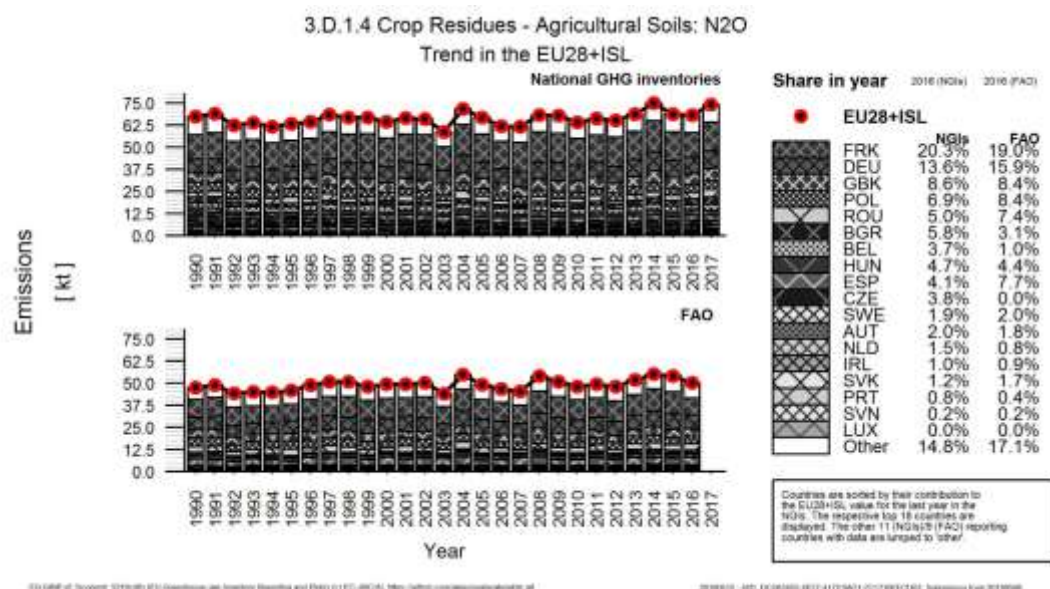 3.D.1.4 Crop Residues - Agricultural Soils: N2O
Trend in the EU28+ISL
National GHG inventories
75.0
62.5
50.0
37.5
25.0
12.5
0.0
1990 1991 1992 1993 1994 1995 1996 1997 1998 1999 2000 2001 2002 2003 2004 2005 2006 2007 2008 2009 2010 2011 2012 2013 2014 2015 2016 2017
Emissions
[ kt ]
FAO
75.0
62.5
50.0
37.5
25.0
12.5
0.0
1990 1991 1992 1993 1994 1995 1996 1997 1998 1999 2000 2001 2002 2003 2004 2005 2006 2007 2008 2009 2010 2011 2012 2013 2014 2015 2016 2017
Year
Share in year 2016 (NGIs) 2016 (FAO)
EU28+ISL
NGIs FAO
FRK 20.3% 19.0%
DEU 13.6% 15.9%
GBK 8.6% 8.4%
POL 6.9% 8.4%
ROU 5.0% 7.4%
BGR 5.8% 3.1%
BEL 3.7% 1.0%
HUN 4.7% 4.4%
ESP 4.1% 7.7%
CZE 3.8% 0.0%
SWE 1.9% 2.0%
AUT 2.0% 1.8%
NLD 1.5% 0.8%
IRL 1.0% 0.9%
SVK 1.2% 1.7%
PRT 0.8% 0.4%
SVN 0.2% 0.2%
LUX 0.0% 0.0%
Other 14.8% 17.1%
Countries are sorted by their contribution to
the EU28+ISL value for the last year in the
NGIs. The respective top 18 countries are
displayed. The other 11 (NGIs)/9 (FAO) reporting
countries with data are lumped to 'other'.